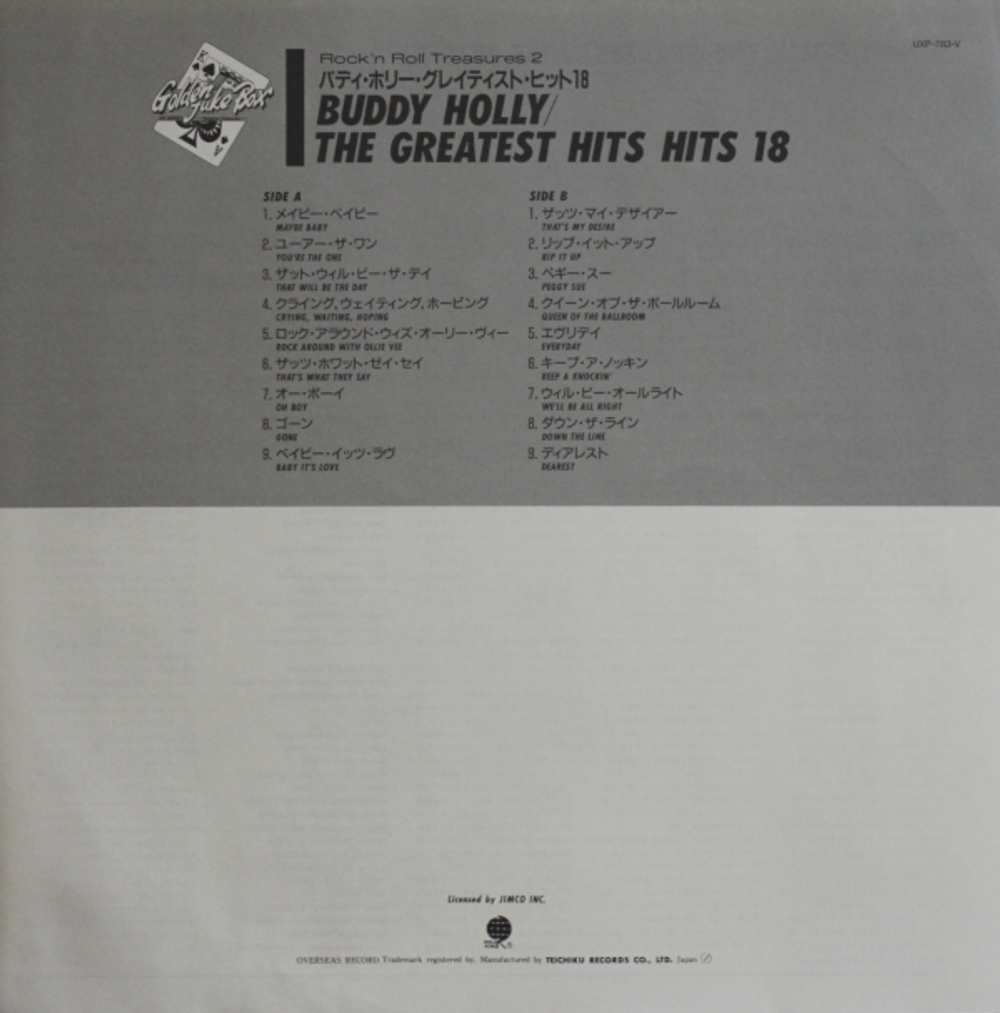 UXP-783-V
K
Golden
Juke Box
A
Rock'n Roll Treasures 2
バディ・ホリー・グレイティスト・ヒット18
BUDDY HOLLY/
THE GREATEST HITS HITS 18
SIDE A
1. メイビー・ベイビー
MAYBE BABY
2. ユーアー・ザ・ワン
YOU'RE THE ONE
3. ザット・ウィル・ビー・ザ・デイ
THAT WILL BE THE DAY
4. クライング、ウェイティング、ホーピング
CRYING, WAITING, HOPING
5. ロック・アラウンド・ウィズ・オーリー・ヴィー
ROCK AROUND WITH OLLIE VEE
6. ザッツ・ホワット・ゼイ・セイ
THAT'S WHAT THEY SAY
7. オー・ボーイ
OH BOY
8. ゴーン
GONE
9. ベイビー・イッツ・ラヴ
BABY IT'S LOVE
SIDE B
1. ザッツ・マイ・デザイアー
THAT'S MY DESIRE
2. リップ・イット・アップ
RIP IT UP
3. ペギー・スー
PEGGY SUE
4. クイーン・オブ・ザ・ボールルーム
QUEEN OF THE BALLROOM
5. エヴリデイ
EVERYDAY
6. キープ・ア・ノッキン
KEEP A KNOCKIN'
7. ウィル・ビー・オールライト
WE'LL BE ALL RIGHT
8. ダウン・ザ・ライン
DOWN THE LINE
9. ディアレスト
DEAREST
Licensed by JIMCO INC.
OVERSEAS RECORD Trademark registered by. Manufactured by TEICHIKU RECORDS CO., LTD. Japan